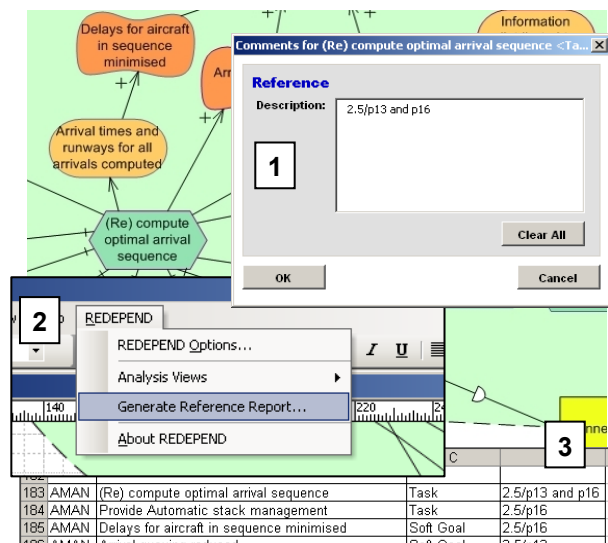 Delays for aircraft
in sequence
minimised
Information
Comments for (Re) compute optimal arrival sequence <Ta...
Reference
Description:
2.5/p13 and p16
1
Clear All
OK
Cancel
Arrival times and
runways for all
arrivals computed
(Re) compute
optimal arrival
sequence
2
REDEPEND
REDEPEND Options...
Analysis Views
Generate Reference Report...
About REDEPEND
I U
140
220
3
C
183 AMAN (Re) compute optimal arrival sequence Task 2.5/p13 and p16
184 AMAN Provide Automatic stack management Task 2.5/p16
185 AMAN Delays for aircraft in sequence minimised Soft Goal 2.5/p16